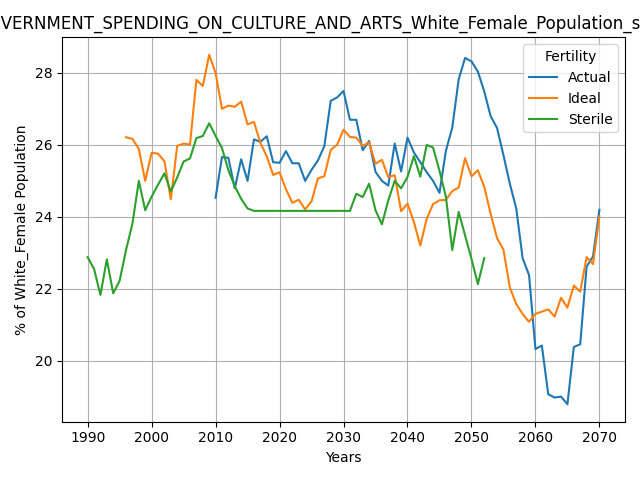 VERNMENT_SPENDING_ON_CULTURE_AND_ARTS_White_Female_Population_s
Fertility
Actual
Ideal
Sterile
% of White_Female Population
28
26
24
22
20
1990 2000 2010 2020 2030 2040 2050 2060 2070
Years